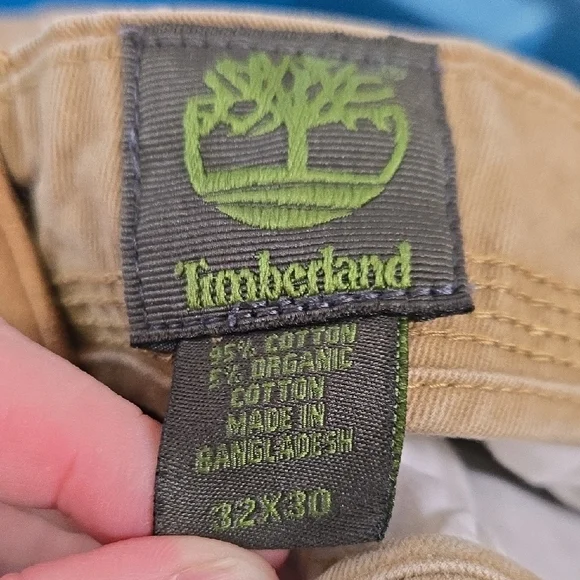 Timberland
95% COTTON
5% ORGANIC
COTTON
MADE IN
BANGLADESH
32X30